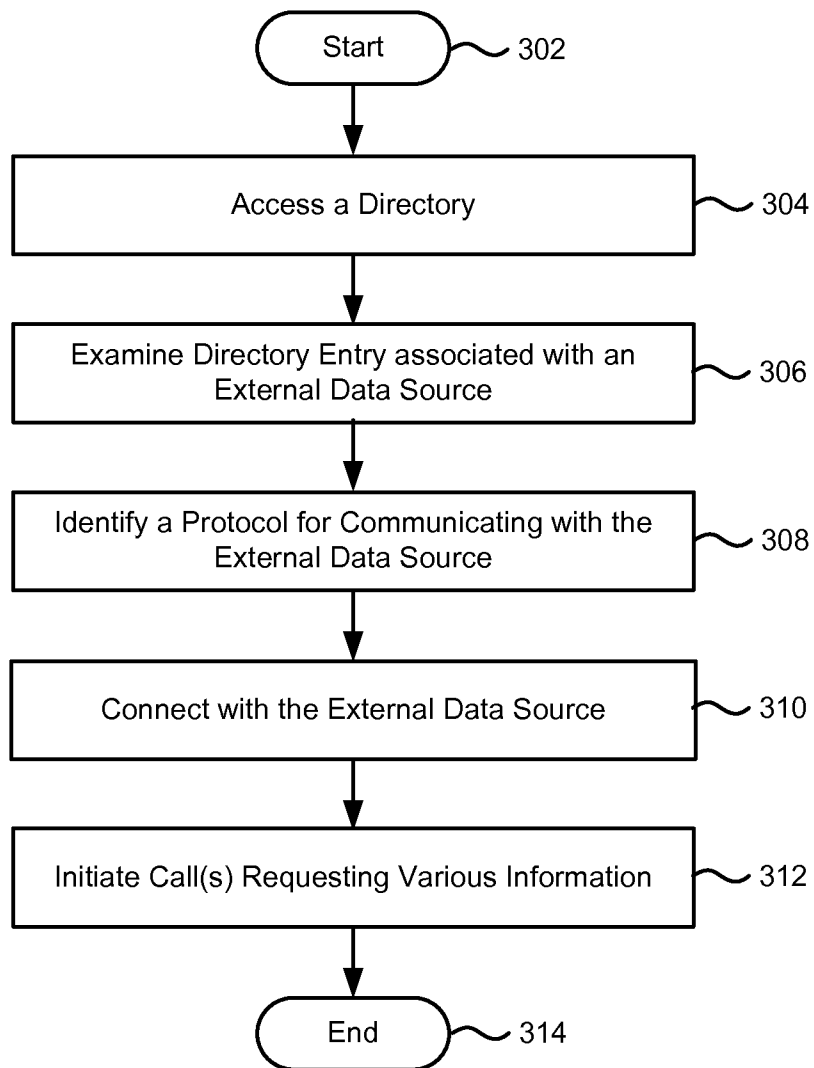 Start
302
Access a Directory
304
Examine Directory Entry associated with an
External Data Source
306
Identify a Protocol for Communicating with the
External Data Source
308
Connect with the External Data Source
310
Initiate Call(s) Requesting Various Information
312
End
314